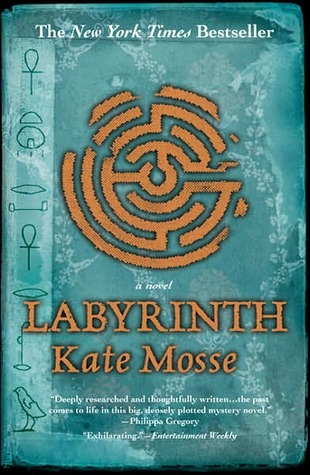 The New York Times Bestseller
a novel
LABYRINTH
Kate Mosse
"Deeply researched and thoughtfully written...the past
comes to life in this big, densely plotted mystery novel."
—Philippa Gregory
"Exhilarating."—Entertainment Weekly